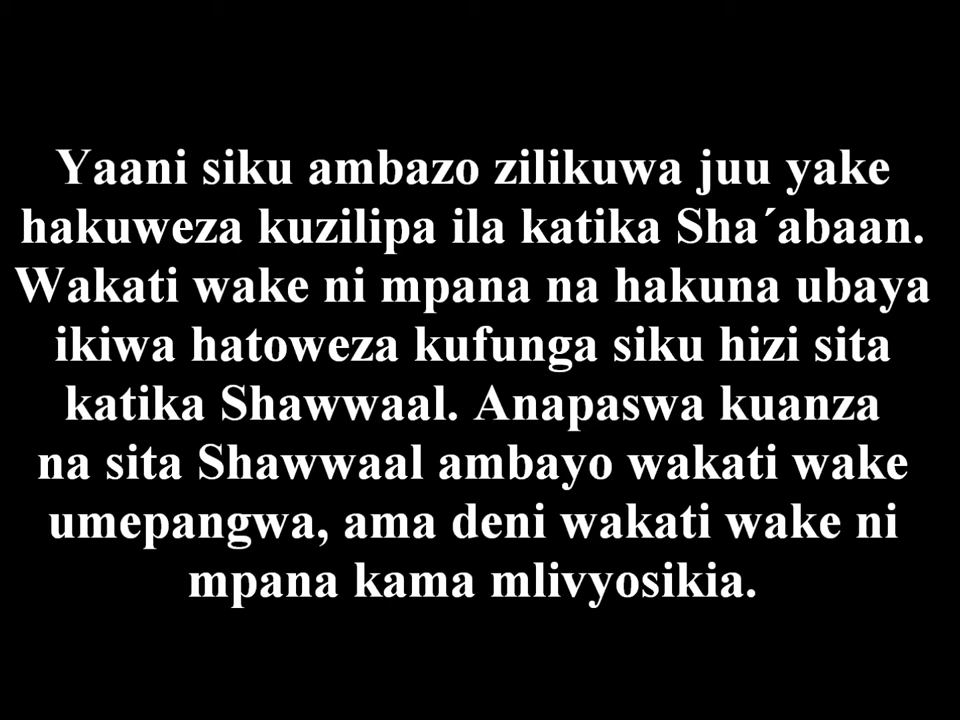 Yaani siku ambazo zilikuwa juu yake
hakuweza kuzilipa ila katika Sha´abaan.
Wakati wake ni mpana na hakuna ubaya
ikiwa hatoweza kufunga siku hizi sita
katika Shawwaal. Anapaswa kuanza
na sita Shawwaal ambayo wakati wake
umepangwa, ama deni wakati wake ni
mpana kama mlivyosikia.